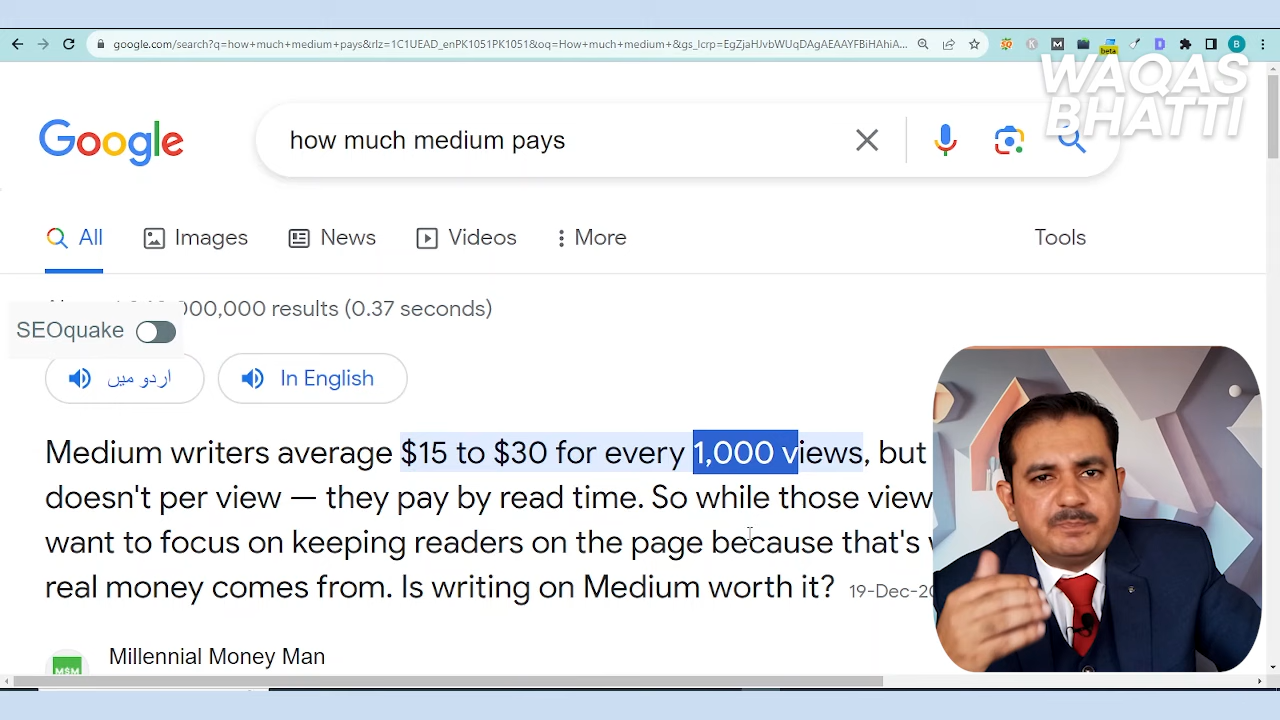 google.com/search?q=how+much+medium+pays&rlz=1C1UEAD_enPK1051PK1051&oq=How+much+medium+&gs_lcrp=EgZjaHJvbWUqDAgAEAAYFBiHAhiA...
beta
B
WAQAS
BHATTI
Google
how much medium pays
All
Images
News
Videos
More
Tools
000,000 results (0.37 seconds)
SEOquake
اردو میں
In English
Medium writers average $15 to $30 for every 1,000 views, but
doesn't per view — they pay by read time. So while those view
want to focus on keeping readers on the page because that's
real money comes from. Is writing on Medium worth it? 19-Dec-20
M$M
Millennial Money Man